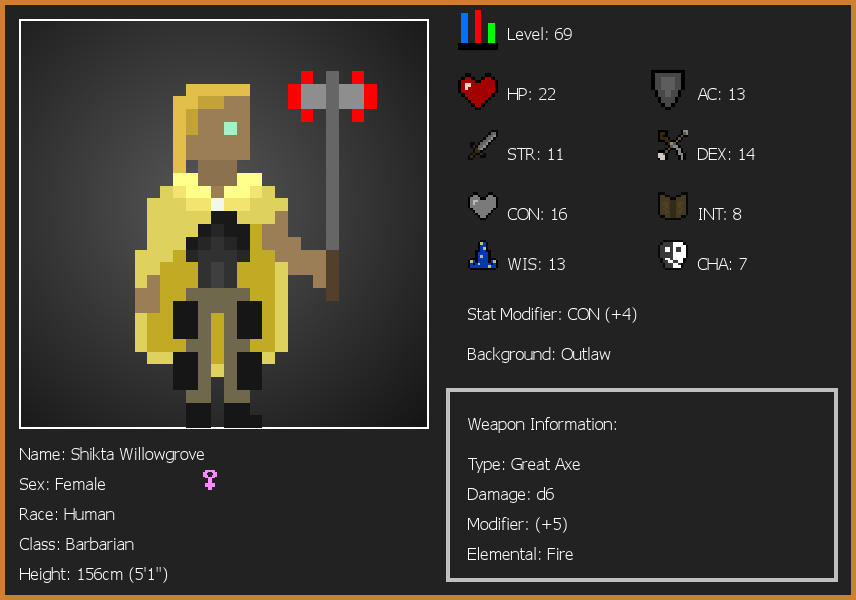 Level: 69
HP: 22
AC: 13
STR: 11
DEX: 14
CON: 16
INT: 8
WIS: 13
CHA: 7
Stat Modifier: CON (+4)
Background: Outlaw
Weapon Information:
Type: Great Axe
Damage: d6
Modifier: (+5)
Elemental: Fire
Name: Shikta Willowgrove
Sex: Female
Race: Human
Class: Barbarian
Height: 156cm (5'1")